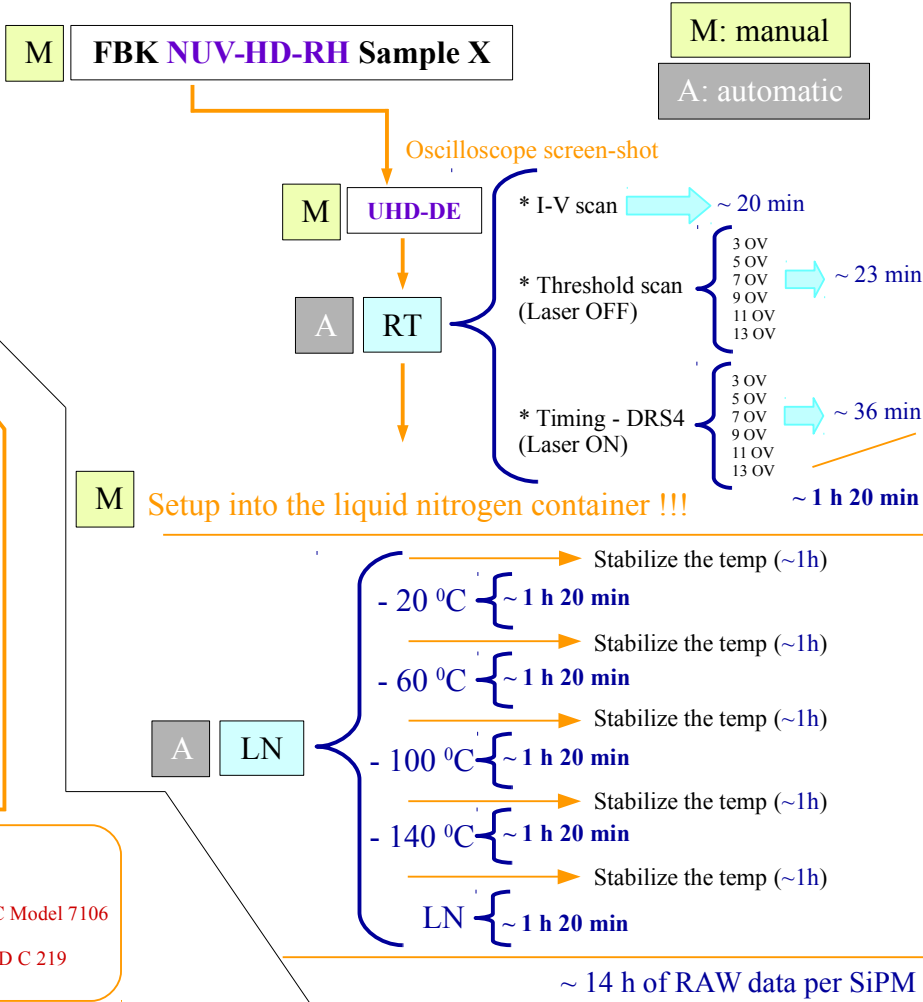 M FBK NUV-HD-RH Sample X
M: manual
A: automatic
Oscilloscope screen-shot
M UHD-DE
A RT
* I-V scan ~ 20 min
* Threshold scan
(Laser OFF)
3 OV
5 OV
7 OV
9 OV
11 OV
13 OV
~ 23 min
* Timing - DRS4
(Laser ON)
3 OV
5 OV
7 OV
9 OV
11 OV
13 OV
~ 36 min
~ 1 h 20 min
M Setup into the liquid nitrogen container !!!
A LN
Stabilize the temp (~1h)
- 20 ⁰C ~ 1 h 20 min
Stabilize the temp (~1h)
- 60 ⁰C ~ 1 h 20 min
Stabilize the temp (~1h)
- 100 ⁰C ~ 1 h 20 min
Stabilize the temp (~1h)
- 140 ⁰C ~ 1 h 20 min
Stabilize the temp (~1h)
LN ~ 1 h 20 min
~ 14 h of RAW data per SiPM
C Model 7106
D C 219